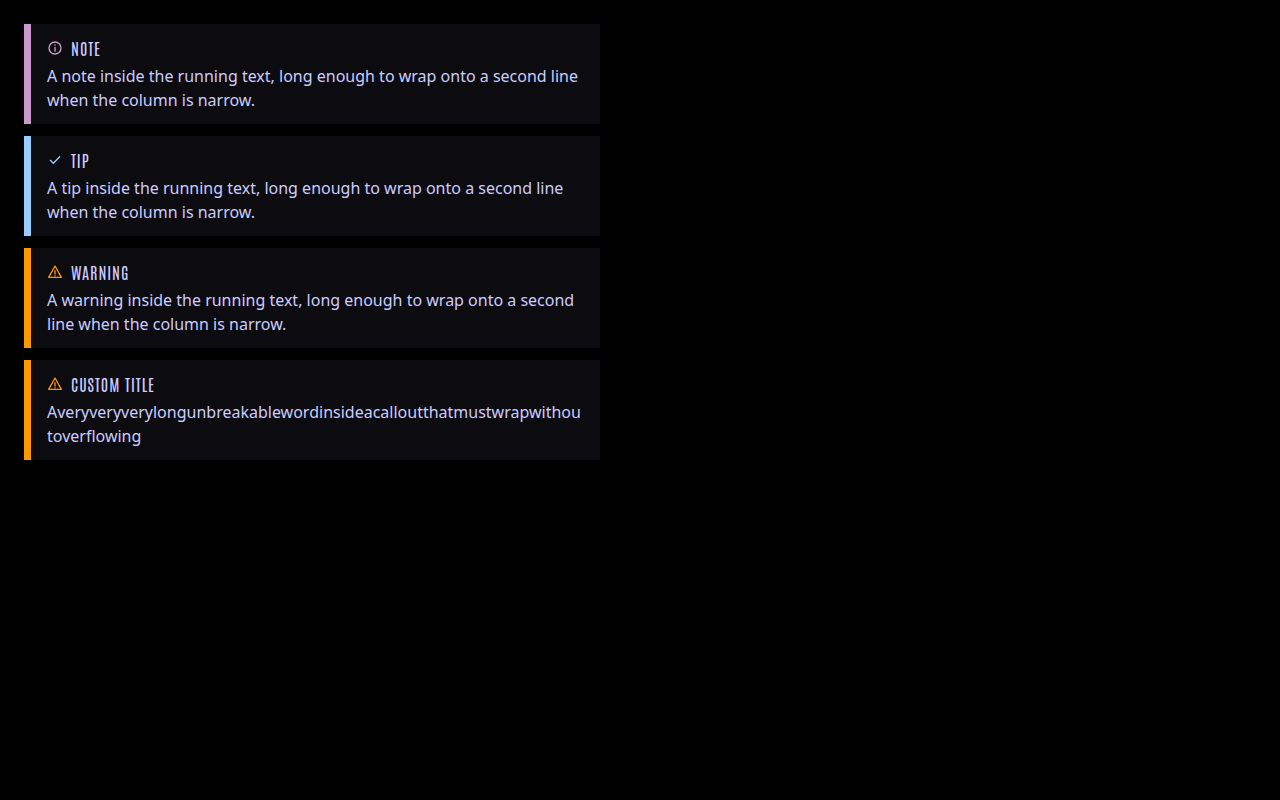 NOTE
A note inside the running text, long enough to wrap onto a second line
when the column is narrow.
TIP
A tip inside the running text, long enough to wrap onto a second line
when the column is narrow.
WARNING
A warning inside the running text, long enough to wrap onto a second
line when the column is narrow.
CUSTOM TITLE
Averyveryverylongunbreakablewordinsideacalloutthatmustwrapwithou
toverflowing